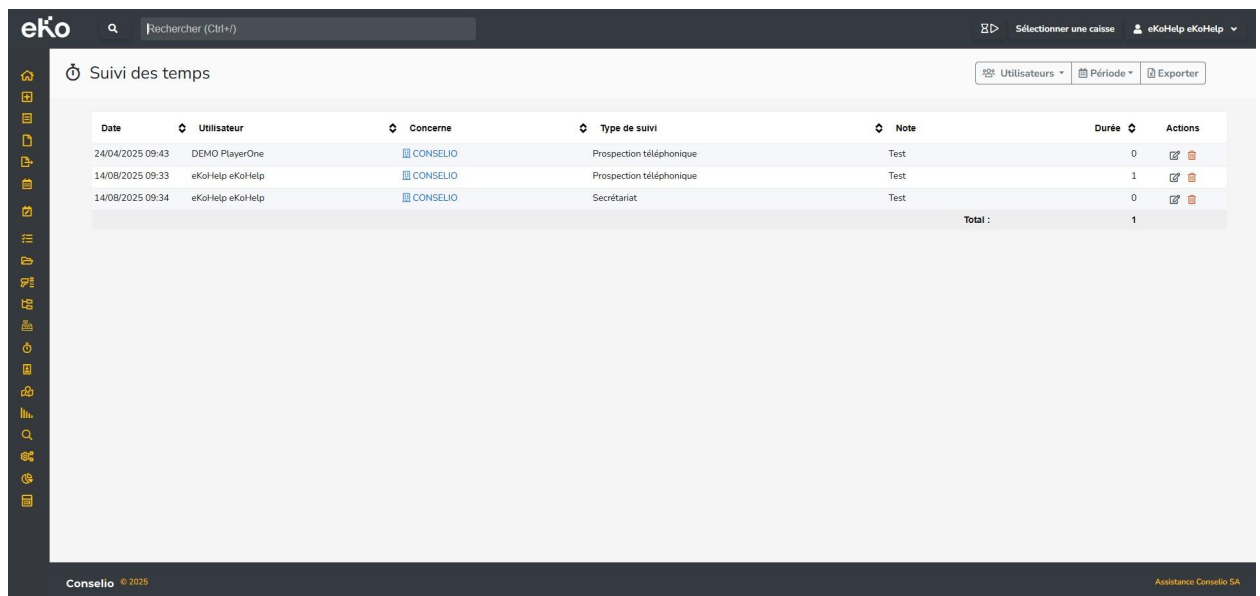 eKo
Rechercher (Ctrl+/)
Sélectionner une caisse
eKoHelp eKoHelp
Suivi des temps
Utilisateurs
Période
Exporter
Date Utilisateur Concerne Type de suivi Note Durée Actions
24/04/2025 09:43 DEMO PlayerOne CONSELIO Prospection téléphonique Test 0
14/08/2025 09:33 eKoHelp eKoHelp CONSELIO Prospection téléphonique Test 1
14/08/2025 09:34 eKoHelp eKoHelp CONSELIO Secrétariat Test 0
Total : 1
Conselio © 2025
Assistance Conselio SA